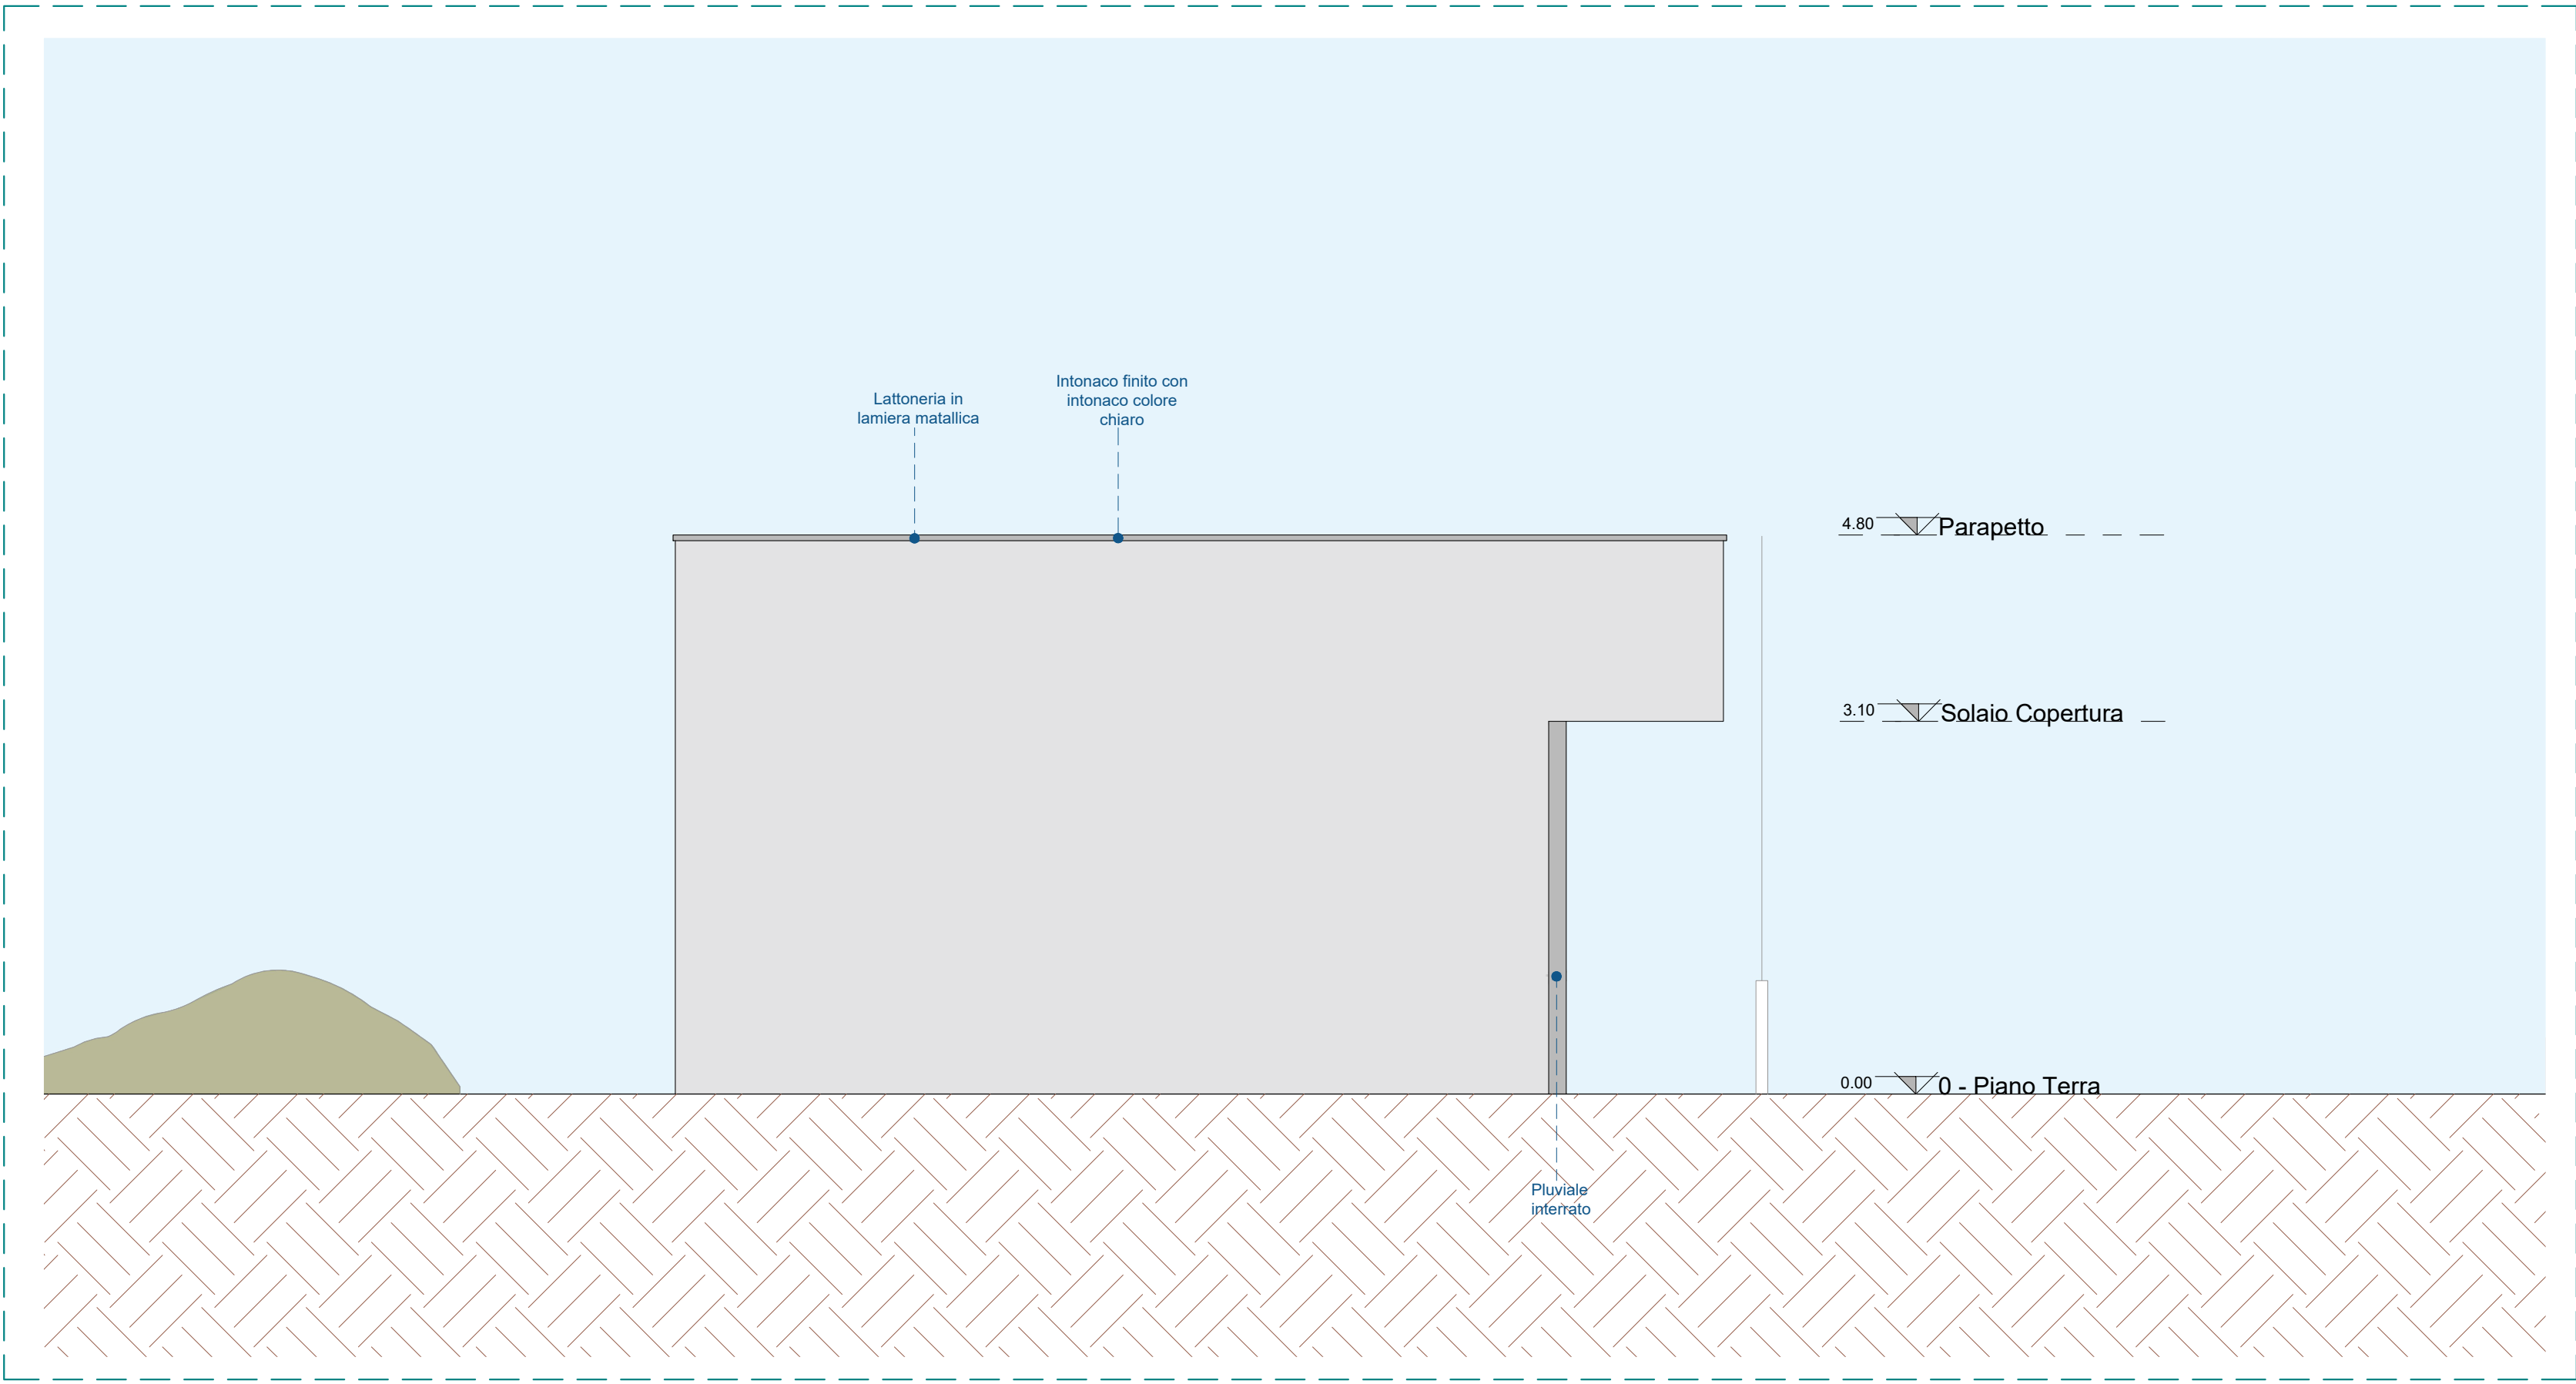 Intonaco finito con
intonaco colore
chiaro
Lattoneria in
lamiera matallica
4.80
Parapetto
3.10
Solaio Copertura
0.00
0 - Piano Terra
Pluviale
interrato